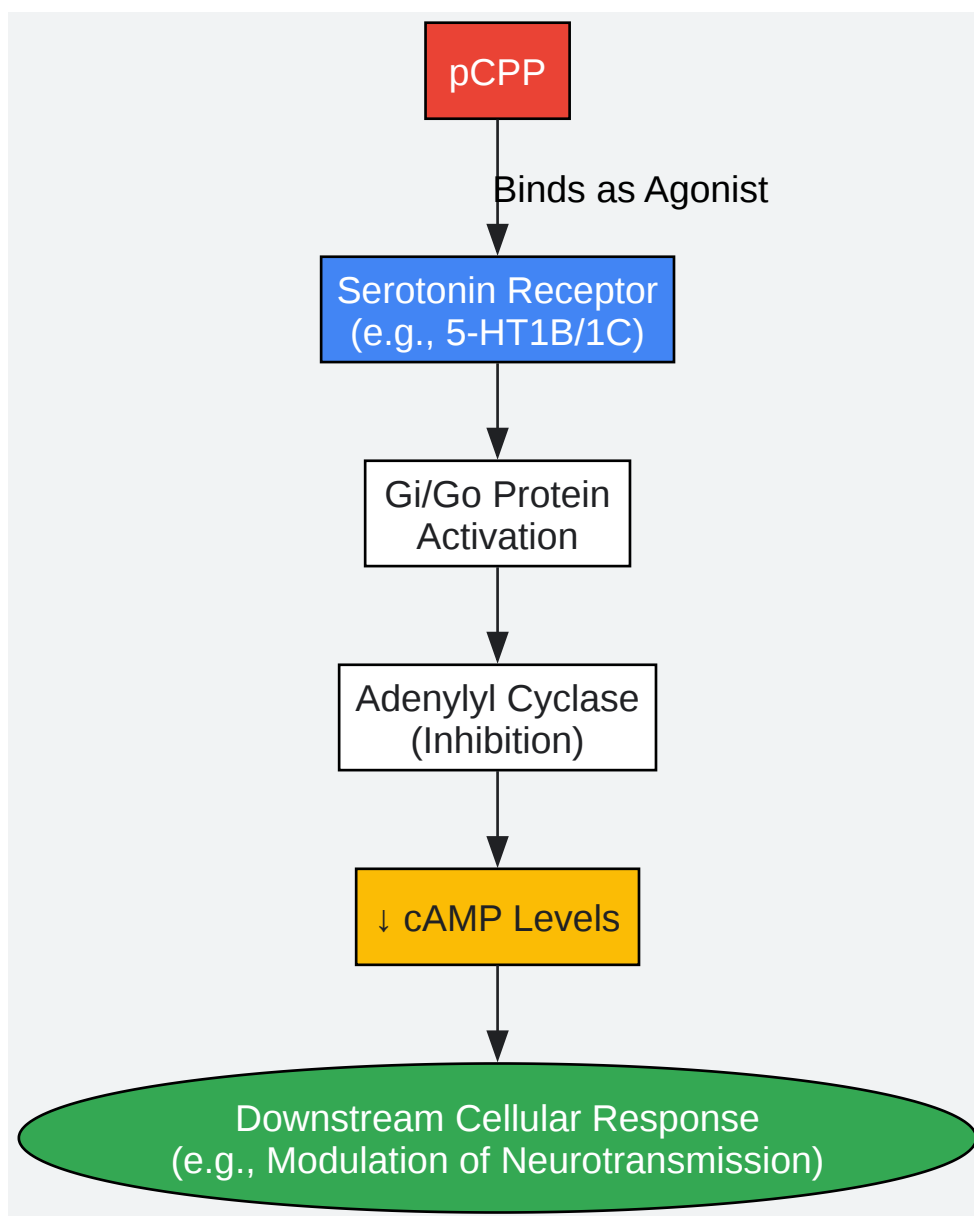 pCPP
Binds as Agonist
Serotonin Receptor
(e.g., 5-HT1B/1C)
Gi/Go Protein
Activation
Adenylyl Cyclase
(Inhibition)
↓ cAMP Levels
Downstream Cellular Response
(e.g., Modulation of Neurotransmission)